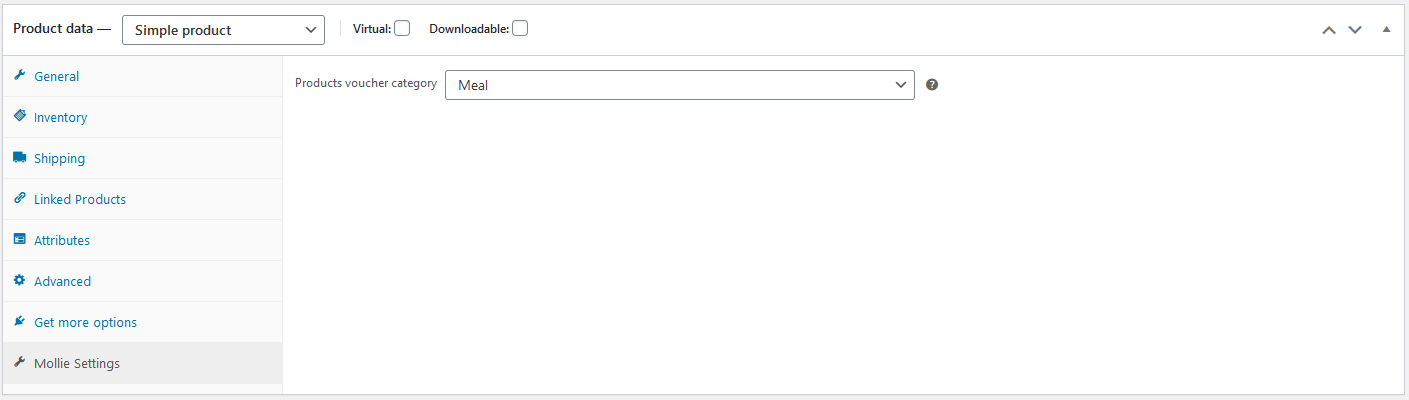 Product data — Simple product Virtual: Downloadable:
General
Products voucher category Meal ?
Inventory
Shipping
Linked Products
Attributes
Advanced
Get more options
Mollie Settings